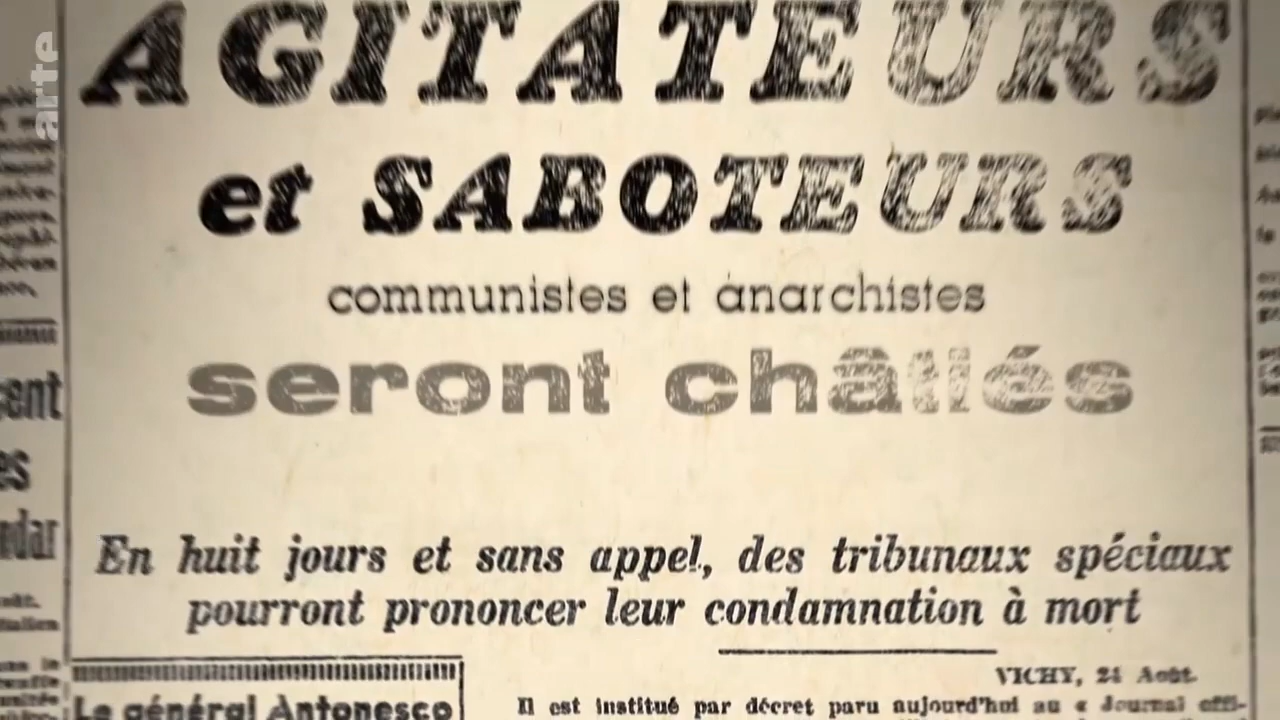 arte
AGITATEURS
et SABOTEURS
communistes et anarchistes
seront châtiés
En huit jours et sans appel, des tribunaux spéciaux
pourront prononcer leur condamnation à mort
VICHY, 24 Août.
Le général Antonesco
Il est institué par décret paru aujourd'hui au « Journal offi-